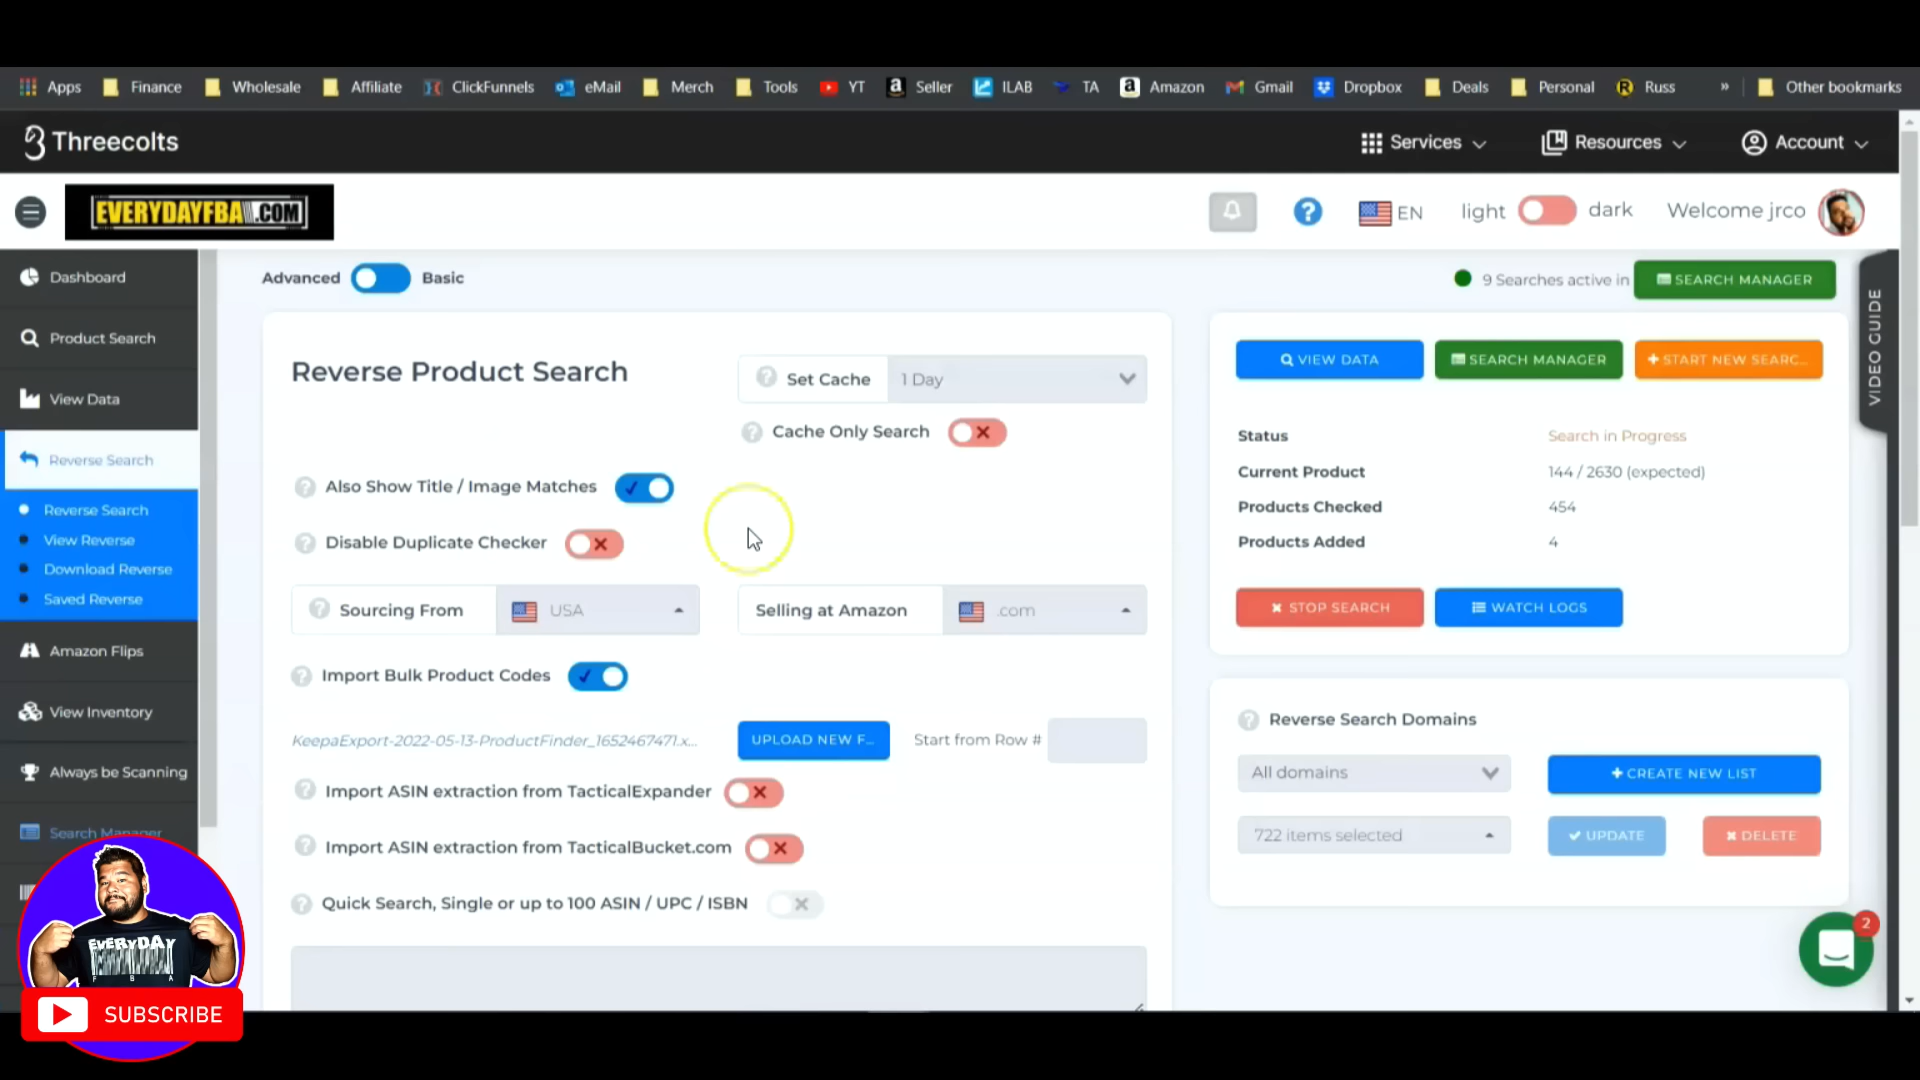 Apps Finance Wholesale Affiliate ClickFunnels eMail Merch Tools YT Seller ILAB TA Amazon Gmail Dropbox Deals Personal Russ » Other bookmarks
Threecolts Services Resources Account
EVERYDAYFBA.COM EN light dark Welcome jrco
Dashboard
Product Search
View Data
Reverse Search
Reverse Search
View Reverse
Download Reverse
Saved Reverse
Amazon Flips
View Inventory
Always be Scanning
Search Manager
Advanced Basic
9 Searches active in SEARCH MANAGER
Reverse Product Search
Set Cache 1 Day
Cache Only Search
Also Show Title / Image Matches
Disable Duplicate Checker
Sourcing From USA
Selling at Amazon .com
Import Bulk Product Codes
KeepaExport-2022-05-13-ProductFinder_1652467471.x...
UPLOAD NEW F...
Start from Row #
Import ASIN extraction from TacticalExpander
Import ASIN extraction from TacticalBucket.com
Quick Search, Single or up to 100 ASIN / UPC / ISBN
VIEW DATA SEARCH MANAGER + START NEW SEARC...
Status Search in Progress
Current Product 144 / 2630 (expected)
Products Checked 454
Products Added 4
STOP SEARCH WATCH LOGS
Reverse Search Domains
All domains + CREATE NEW LIST
722 items selected UPDATE DELETE
VIDEO GUIDE
2
EVERYDAY
FBA
SUBSCRIBE